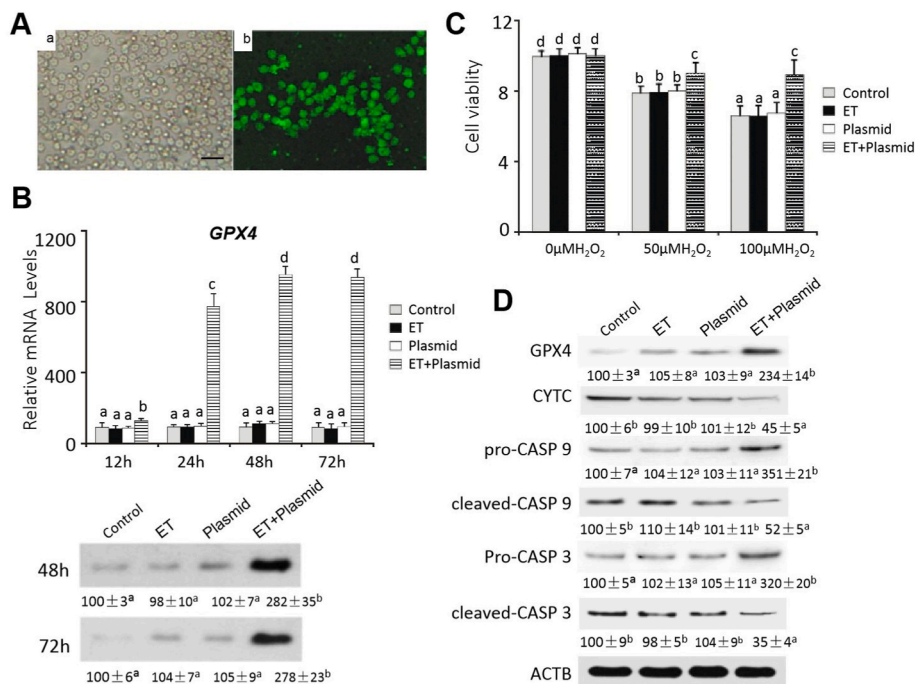 A
a
b
B
GPX4
Relative mRNA Levels
1200
800
400
0
c
d
d
a a a b
a a a
a a a
a a a
12h 24h 48h 72h
Control
ET
Plasmid
ET+Plasmid
Control ET Plasmid ET+Plasmid
48h
100±3ᵃ 98±10ᵃ 102±7ᵃ 282±35ᵇ
72h
100±6ᵃ 104±7ᵃ 105±9ᵃ 278±23ᵇ
C
Cell viablity
12
8
4
0
d d d d
b b b c
a a a c
0μMH₂O₂ 50μMH₂O₂ 100μMH₂O₂
Control
ET
Plasmid
ET+Plasmid
D
Control ET Plasmid ET+Plasmid
GPX4
100±3ᵃ 105±8ᵃ 103±9ᵃ 234±14ᵇ
CYTC
100±6ᵇ 99±10ᵇ 101±12ᵇ 45±5ᵃ
pro-CASP 9
100±7ᵃ 104±12ᵃ 103±11ᵃ 351±21ᵇ
cleaved-CASP 9
100±5ᵇ 110±14ᵇ 101±11ᵇ 52±5ᵃ
Pro-CASP 3
100±5ᵃ 102±13ᵃ 105±11ᵃ 320±20ᵇ
cleaved-CASP 3
100±9ᵇ 98±5ᵇ 104±9ᵇ 35±4ᵃ
ACTB